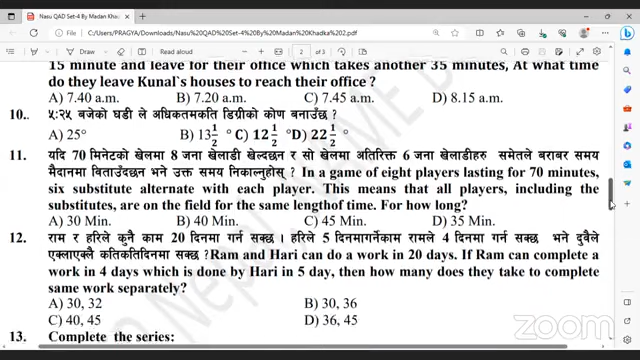 Nasu QAD Set-4 By Madan Khad
File C:/Users/PRAGYA/Downloads/Nasu%20QAD%20Set-4%20By%20Madan%20Khadka%202.pdf
Draw Read aloud 2 of 3
15 minute and leave for their office which takes another 35 minutes, At what time
do they leave Kunal`s houses to reach their office?
A) 7.40 a.m. B) 7.20 a.m. C) 7.45 a.m. D) 8.15 a.m.
10.. ५:२५ बजेको घडी ले अधिकतमकति डिग्रीको कोण बनाउँछ?
A) 25° B) 13 1/2 ° C) 12 1/2 ° D) 22 1/2 °
11. यदि 70 मिनेटको खेलमा 8 जना खेलाडी खेल्दछन र सो खेलमा अतिरिक्त 6 जना खेलाडीहरु समेतले बराबर समय
मैदानमा विताउँदछन भने उक्त समय निकाल्नुहोस् ? In a game of eight players lasting for 70 minutes,
six substitute alternate with each player. This means that all players, including the
substitutes, are on the field for the same lengthof time. For how long?
A) 30 Min. B) 40 Min. C) 45 Min. D) 35 Min.
12. राम र हरिले कुनै काम 20 दिनमा गर्न सक्छ । हरिले 5 दिनमागर्नेकाम रामले 4 दिनमा गर्न सक्छ भने दुवैले
एक्लाएक्लै कतिकतिदिनमा सक्छ ? Ram and Hari can do a work in 20 days. If Ram can complete a
work in 4 days which is done by Hari in 5 day, then how many does they take to complete
same work separately?
A) 30, 32 B) 30, 36
C) 40, 45 D) 36, 45
13. Complete the series:
zoom